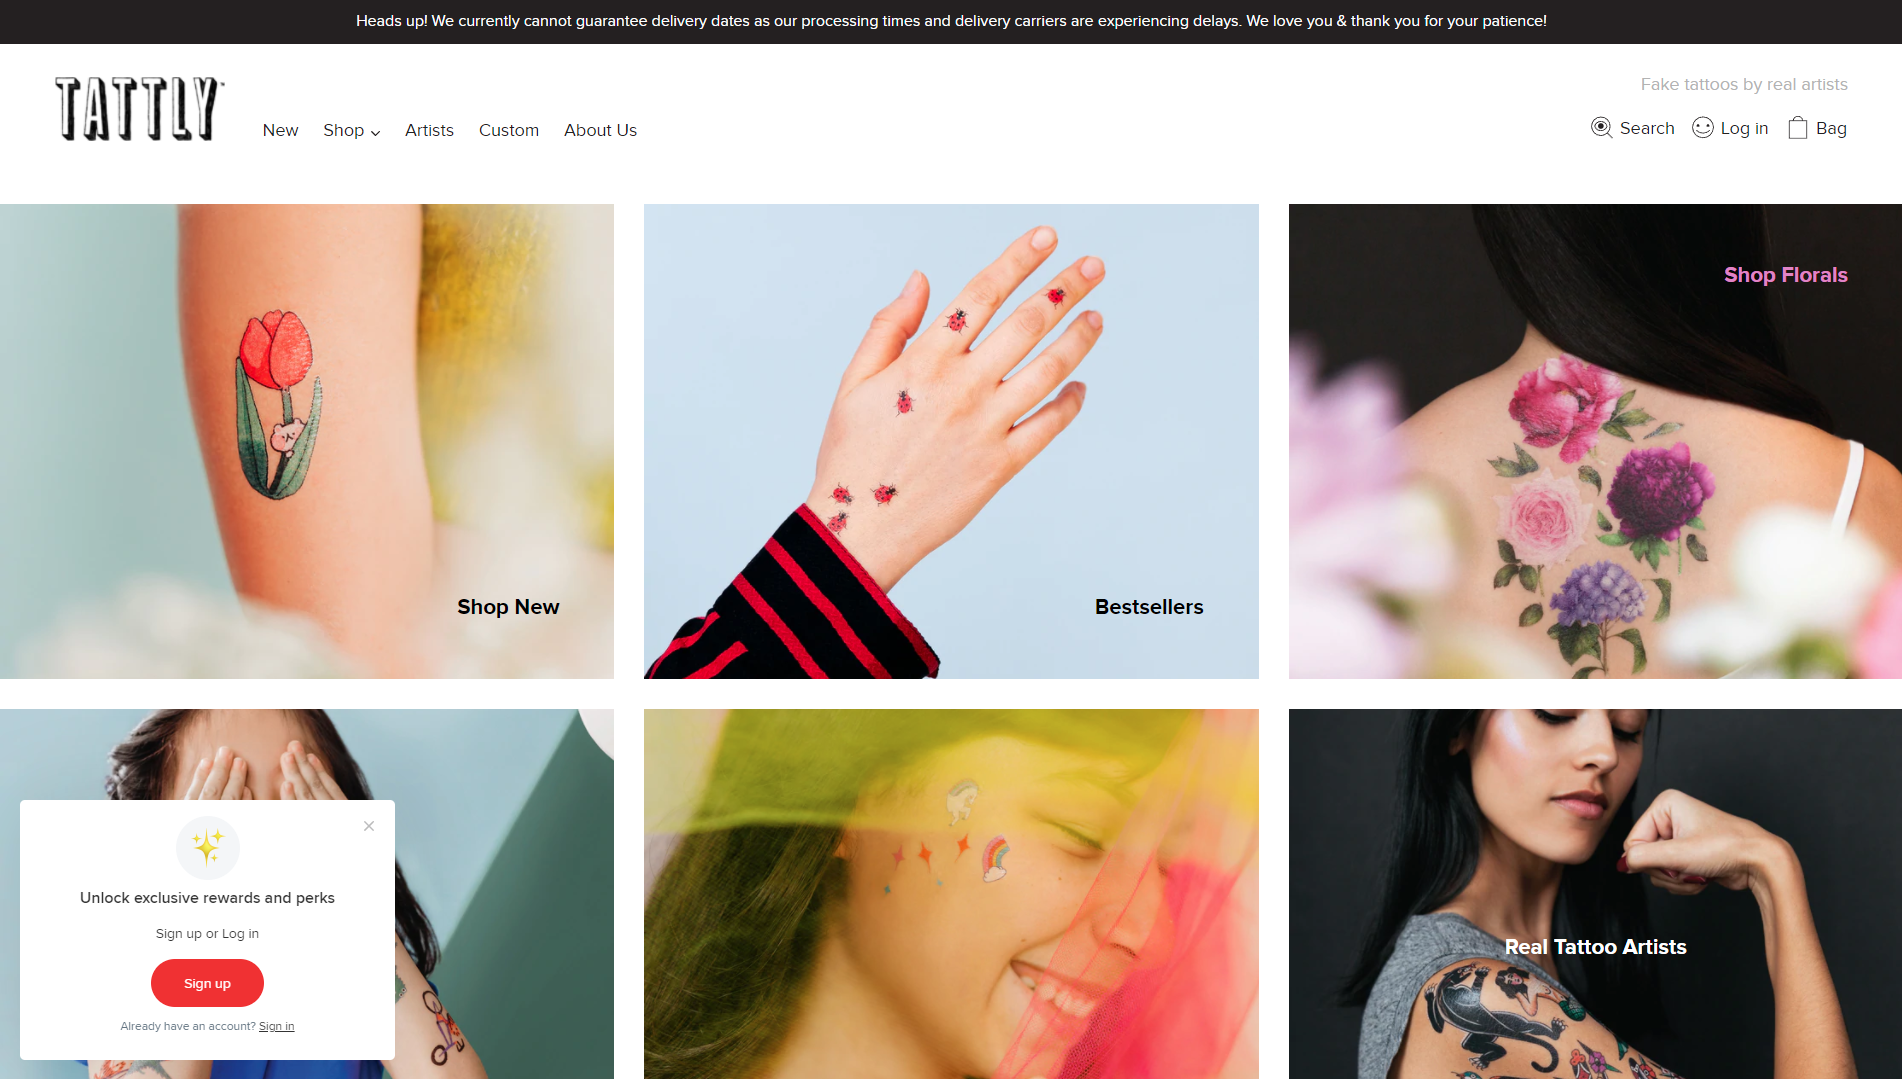 Heads up! We currently cannot guarantee delivery dates as our processing times and delivery carriers are experiencing delays. We love you & thank you for your patience!
TATTLY™
Fake tattoos by real artists
New Shop Artists Custom About Us
Search Log in Bag
Shop Florals
Shop New
Bestsellers
Unlock exclusive rewards and perks
Sign up or Log in
Sign up
Already have an account? Sign in
Real Tattoo Artists